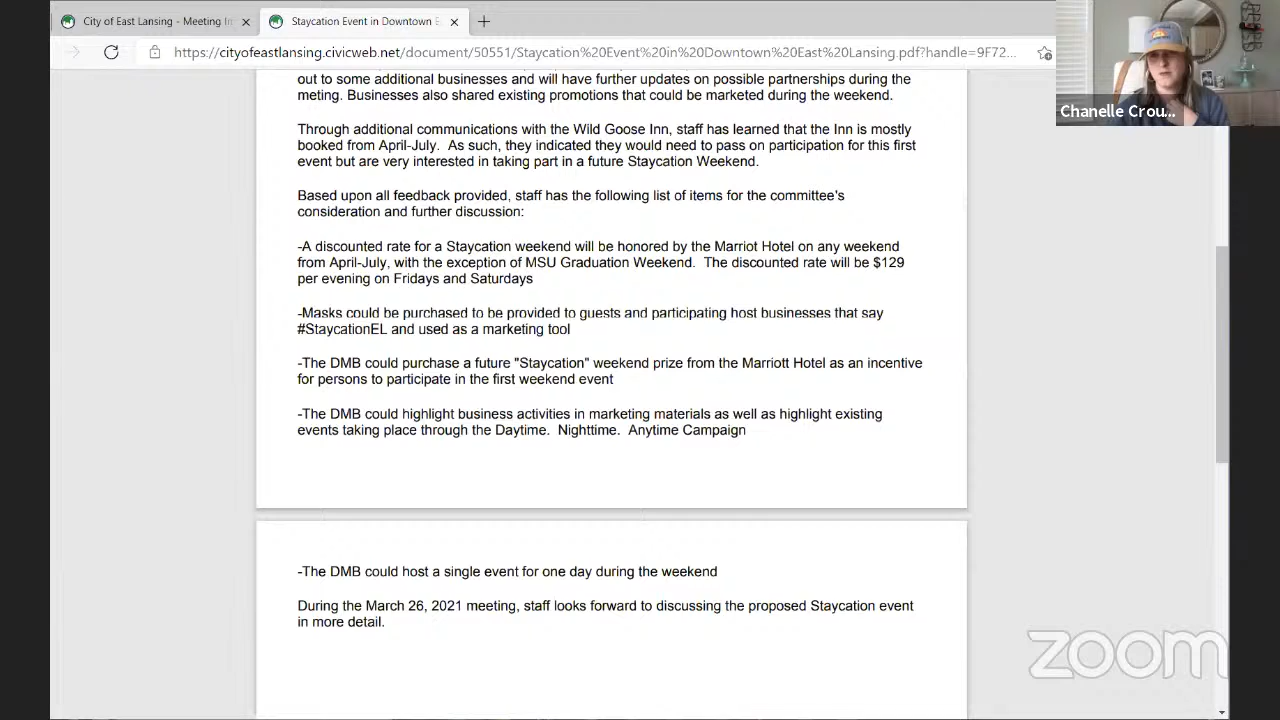 City of East Lansing - Meeting In
Staycation Event in Downtown E
https://cityofeastlansing.civicweb.net/document/50551/Staycation%20Event%20in%20Downtown%20East%20Lansing.pdf?handle=9F72...
Chanelle Crou...
out to some additional businesses and will have further updates on possible partnerships during the
meting. Businesses also shared existing promotions that could be marketed during the weekend.
Through additional communications with the Wild Goose Inn, staff has learned that the Inn is mostly
booked from April-July. As such, they indicated they would need to pass on participation for this first
event but are very interested in taking part in a future Staycation Weekend.
Based upon all feedback provided, staff has the following list of items for the committee's
consideration and further discussion:
-A discounted rate for a Staycation weekend will be honored by the Marriot Hotel on any weekend
from April-July, with the exception of MSU Graduation Weekend. The discounted rate will be $129
per evening on Fridays and Saturdays
-Masks could be purchased to be provided to guests and participating host businesses that say
#StaycationEL and used as a marketing tool
-The DMB could purchase a future "Staycation" weekend prize from the Marriott Hotel as an incentive
for persons to participate in the first weekend event
-The DMB could highlight business activities in marketing materials as well as highlight existing
events taking place through the Daytime. Nighttime. Anytime Campaign
-The DMB could host a single event for one day during the weekend
During the March 26, 2021 meeting, staff looks forward to discussing the proposed Staycation event
in more detail.
zoom